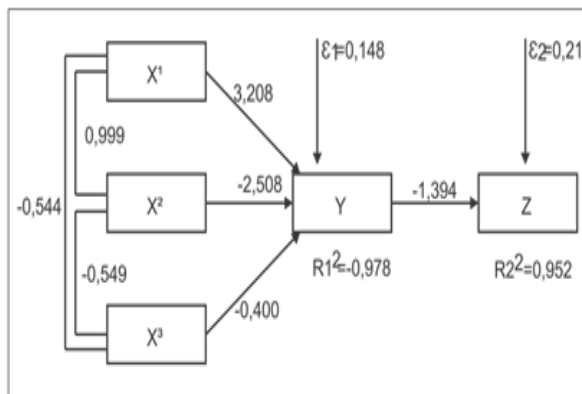 X¹
ε1=0,148
ε2=0,21
3,208
0,999
-0,544
X²
-2,508
Y
-1,394
Z
-0,549
R1²=-0,978
R2²=0,952
-0,400
X³